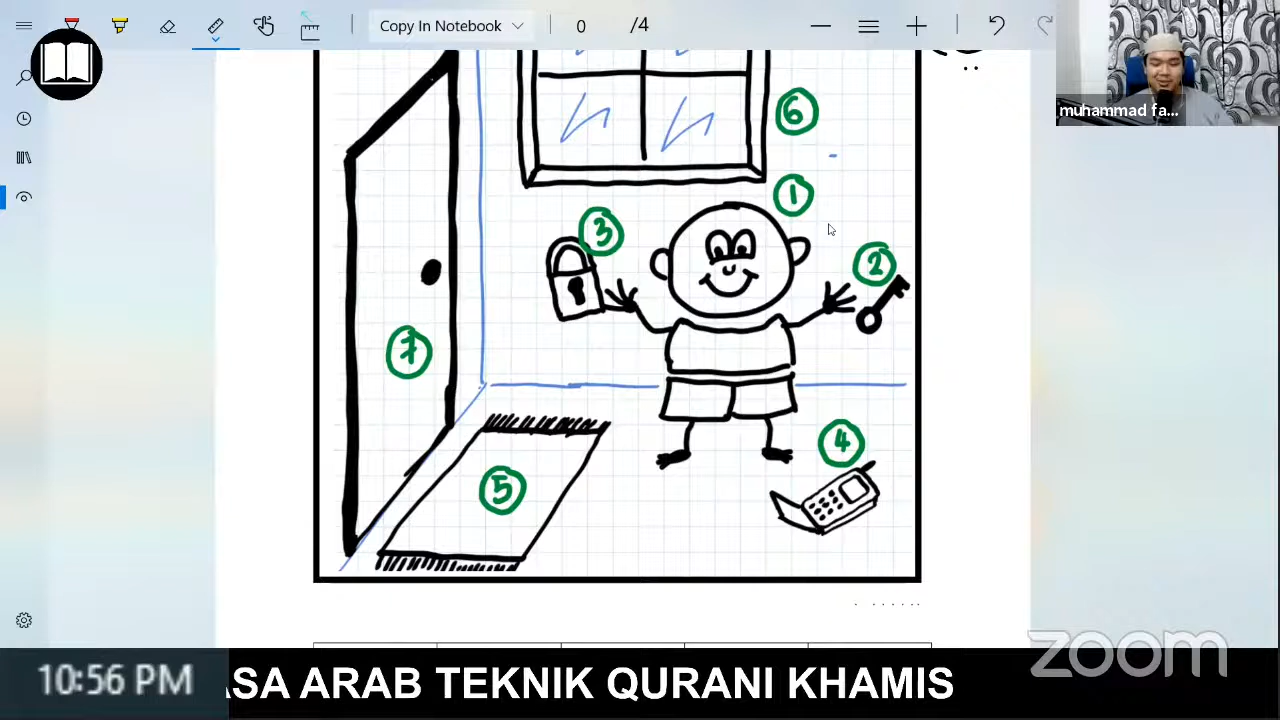 Copy In Notebook
0
/4
muhammad fa...
6
1
3
2
7
4
5
zoom
10:56 PM
ASA ARAB TEKNIK QURANI KHAMIS